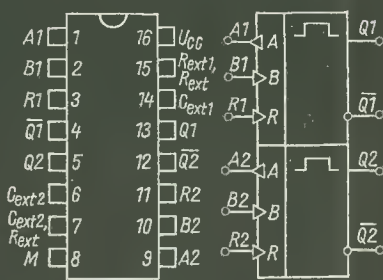 A1 1 16 UCC
B1 2 15 Rext1, Rext
R1 3 14 Cext1
Q1 4 13 Q1
Q2 5 12 Q2
Cext2 6 11 R2
Cext2, Rext 7 10 B2
M 8 9 A2
A1 A Q1
B1 B
R1 R Q1
A2 A Q2
B2 B
R2 R Q2